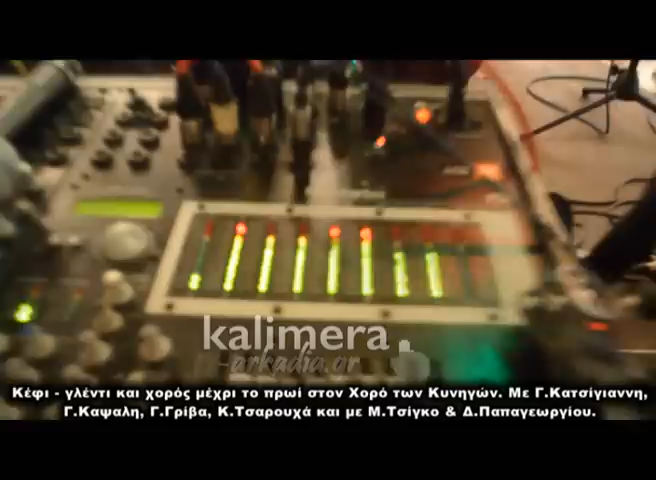 kalimera
-arkadia.gr
Κέφι - γλέντι και χορός μέχρι το πρωί στον Χορό των Κυνηγών. Με Γ.Κατσίγιαννη,
Γ.Καψαλη, Γ.Γρίβα, Κ.Τσαρουχά και με Μ.Τσίγκο & Δ.Παπαγεωργίου.